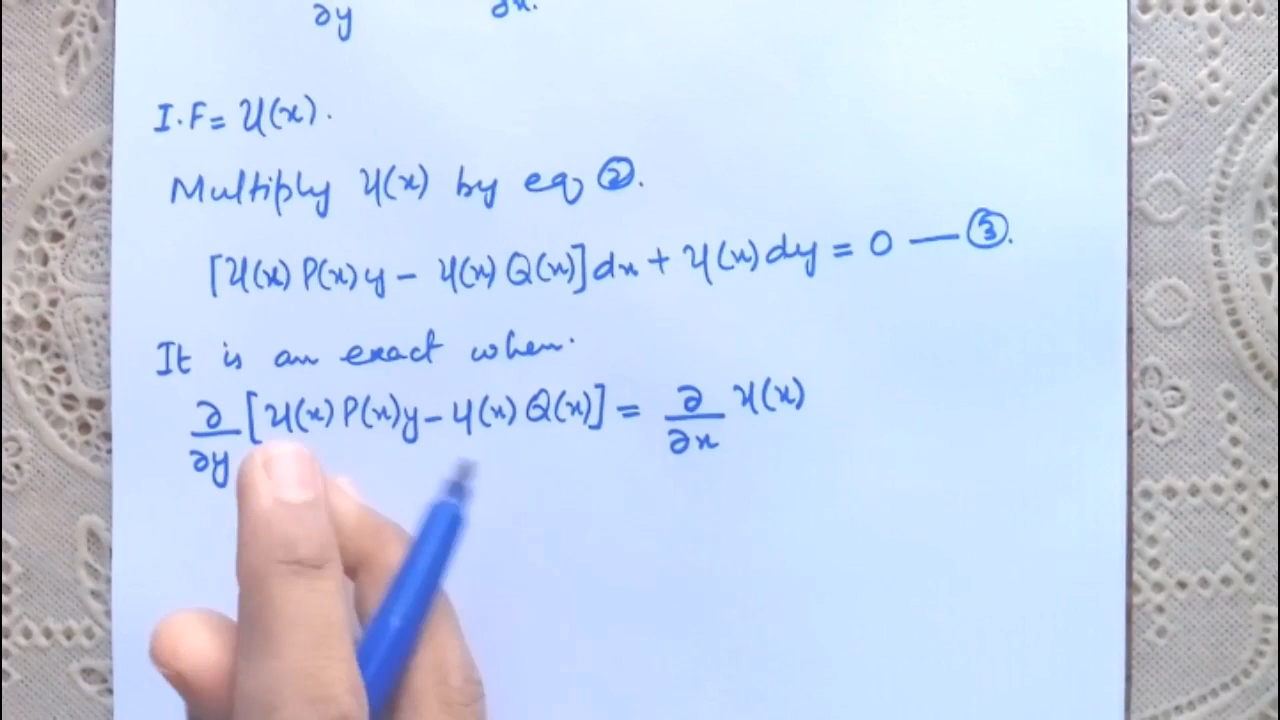 ∂y ∂x.
I.F = U(x).
Multiply U(x) by eq ②.
[U(x) P(x)y - U(x) Q(x)]dx + U(x)dy = 0 — ③.
It is an exact when.
∂/∂y [U(x) P(x)y - U(x) Q(x)] = ∂/∂x U(x)